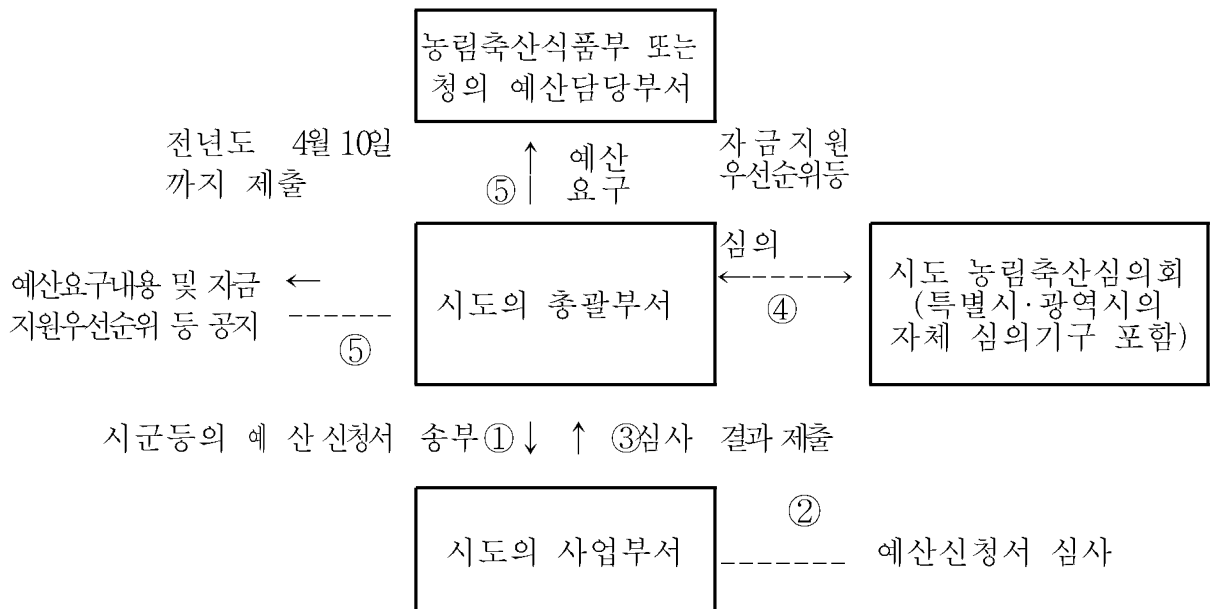 농림축산식품부 또는
청의 예산담당부서
전년도 4월 10일
까지 제출
↑ 예산
⑤│ 요구
자금지원
우선순위등
예산요구내용 및 자금 ←
지원우선순위 등 공지 ------
⑤
시도의 총괄부서
심의
←----→
④
시도 농림축산심의회
(특별시·광역시의
자체 심의기구 포함)
시군등의 예 산 신청서 송부①↓ ↑ ③심사 결과 제출
시도의 사업부서
②
------- 예산신청서 심사